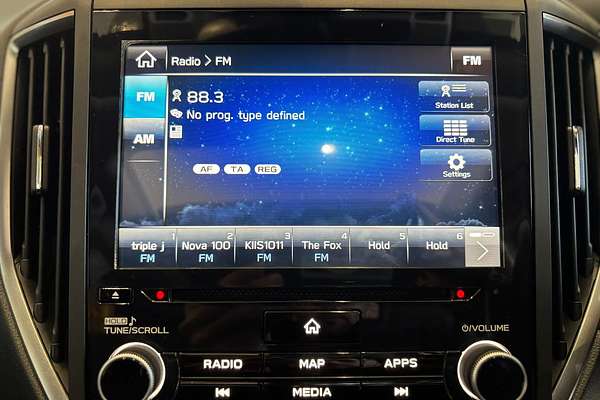 Radio > FM
FM
FM
88.3
No prog. type defined
Station List
AM
Direct Tune
AF TA REG
Settings
1 2 3 4 5 6
triple j Nova 100 KIIS1011 The Fox Hold Hold
FM FM FM FM
HOLD
TUNE/SCROLL
/VOLUME
RADIO MAP APPS
MEDIA